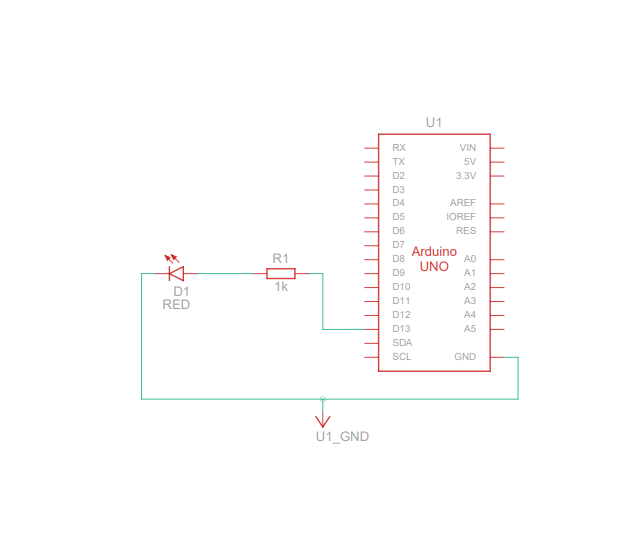 U1
RX VIN
TX 5V
D2 3.3V
D3
D4 AREF
D5 IOREF
D6 RES
D7
Arduino
UNO
D8 A0
D9 A1
D10 A2
D11 A3
D12 A4
D13 A5
SDA
SCL GND
R1
1k
D1
RED
U1_GND